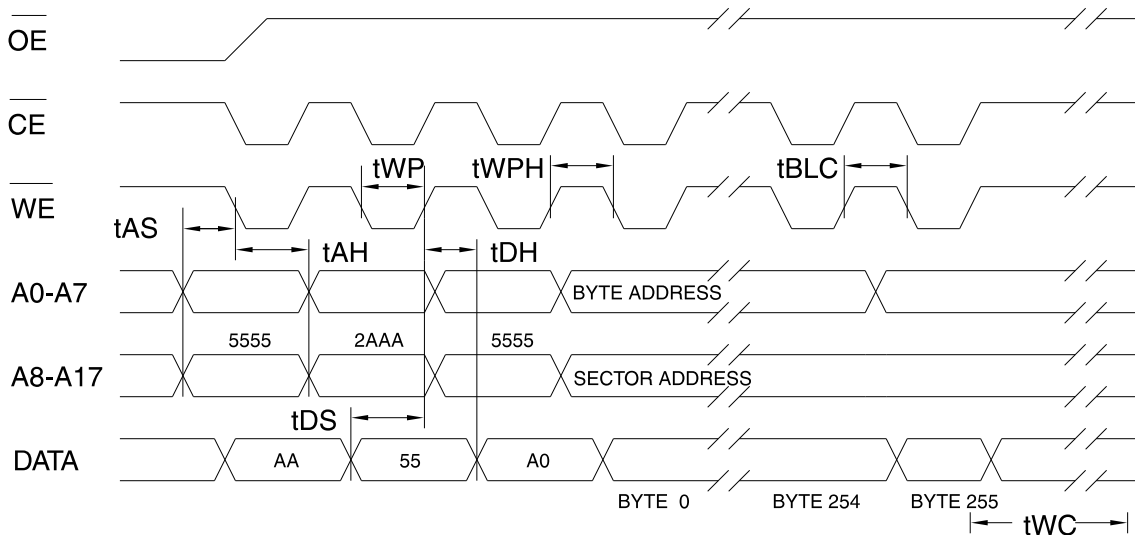 OE
CE
tWP tWPH tBLC
WE
tAS
tAH tDH
A0-A7 BYTE ADDRESS
5555 2AAA 5555
A8-A17 SECTOR ADDRESS
tDS
DATA AA 55 A0
BYTE 0 BYTE 254 BYTE 255
tWC